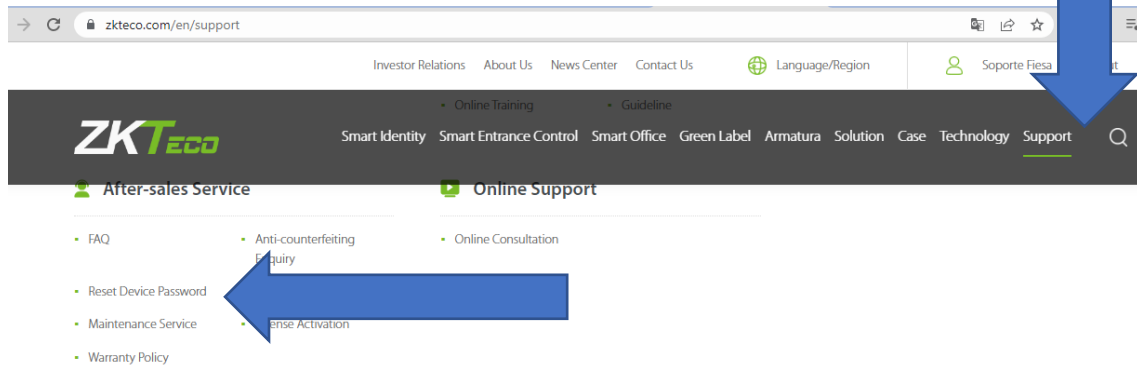 zkteco.com/en/support
Investor Relations About Us News Center Contact Us Language/Region Soporte Fiesa
Online Training Guideline
ZKTECO Smart Identity Smart Entrance Control Smart Office Green Label Armatura Solution Case Technology Support
After-sales Service Online Support
FAQ Anti-counterfeiting Online Consultation
Reset Device Password
Maintenance Service Activation
Warranty Policy